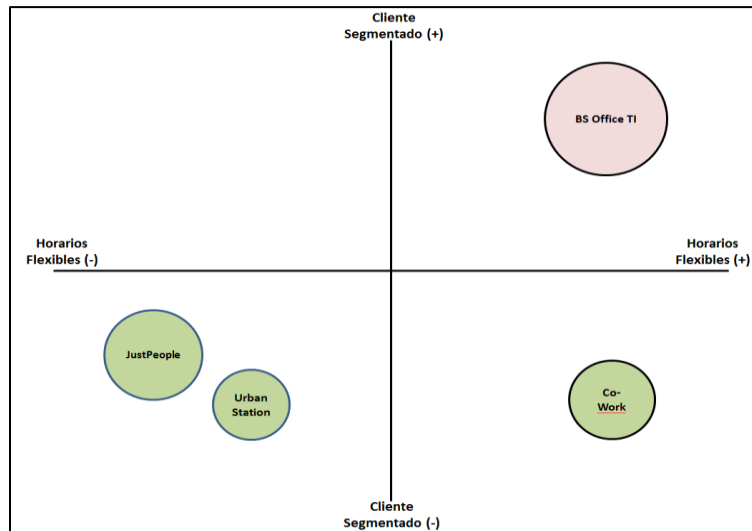 Cliente
Segmentado (+)
BS Office TI
Horarios
Flexibles (-)
Horarios
Flexibles (+)
JustPeople
Urban
Station
Co-
Work
Cliente
Segmentado (-)